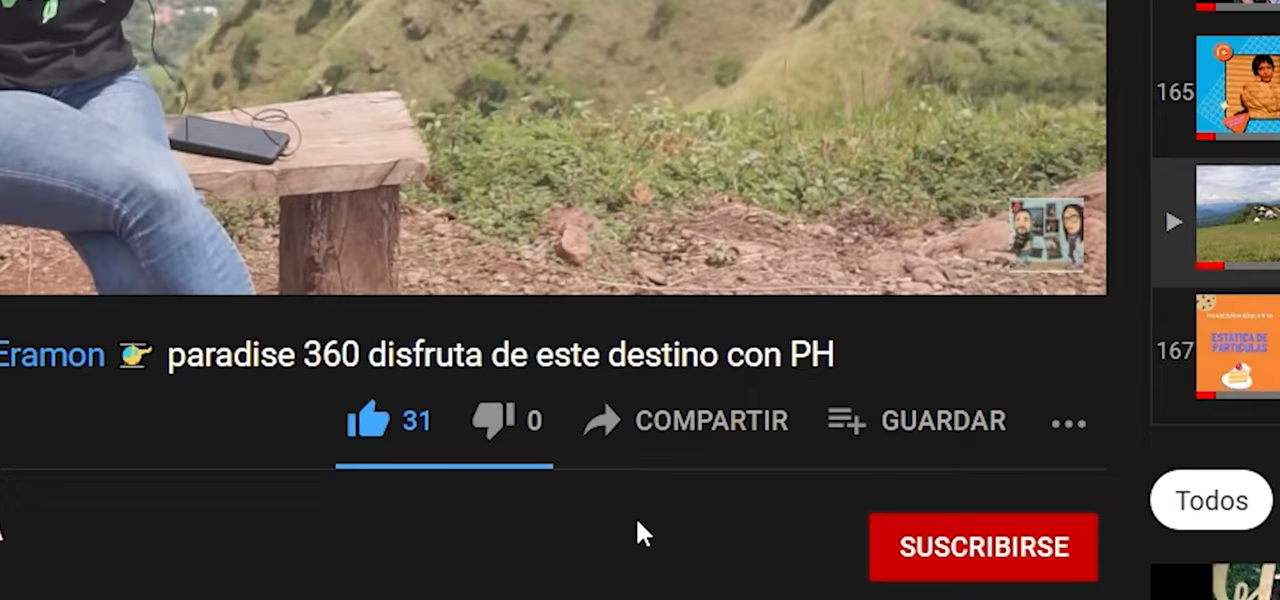 165
Eramon 🚁 paradise 360 disfruta de este destino con PH
167
ESTATICA DE
PARTICULAS
31 0 COMPARTIR GUARDAR
Todos
SUSCRIBIRSE